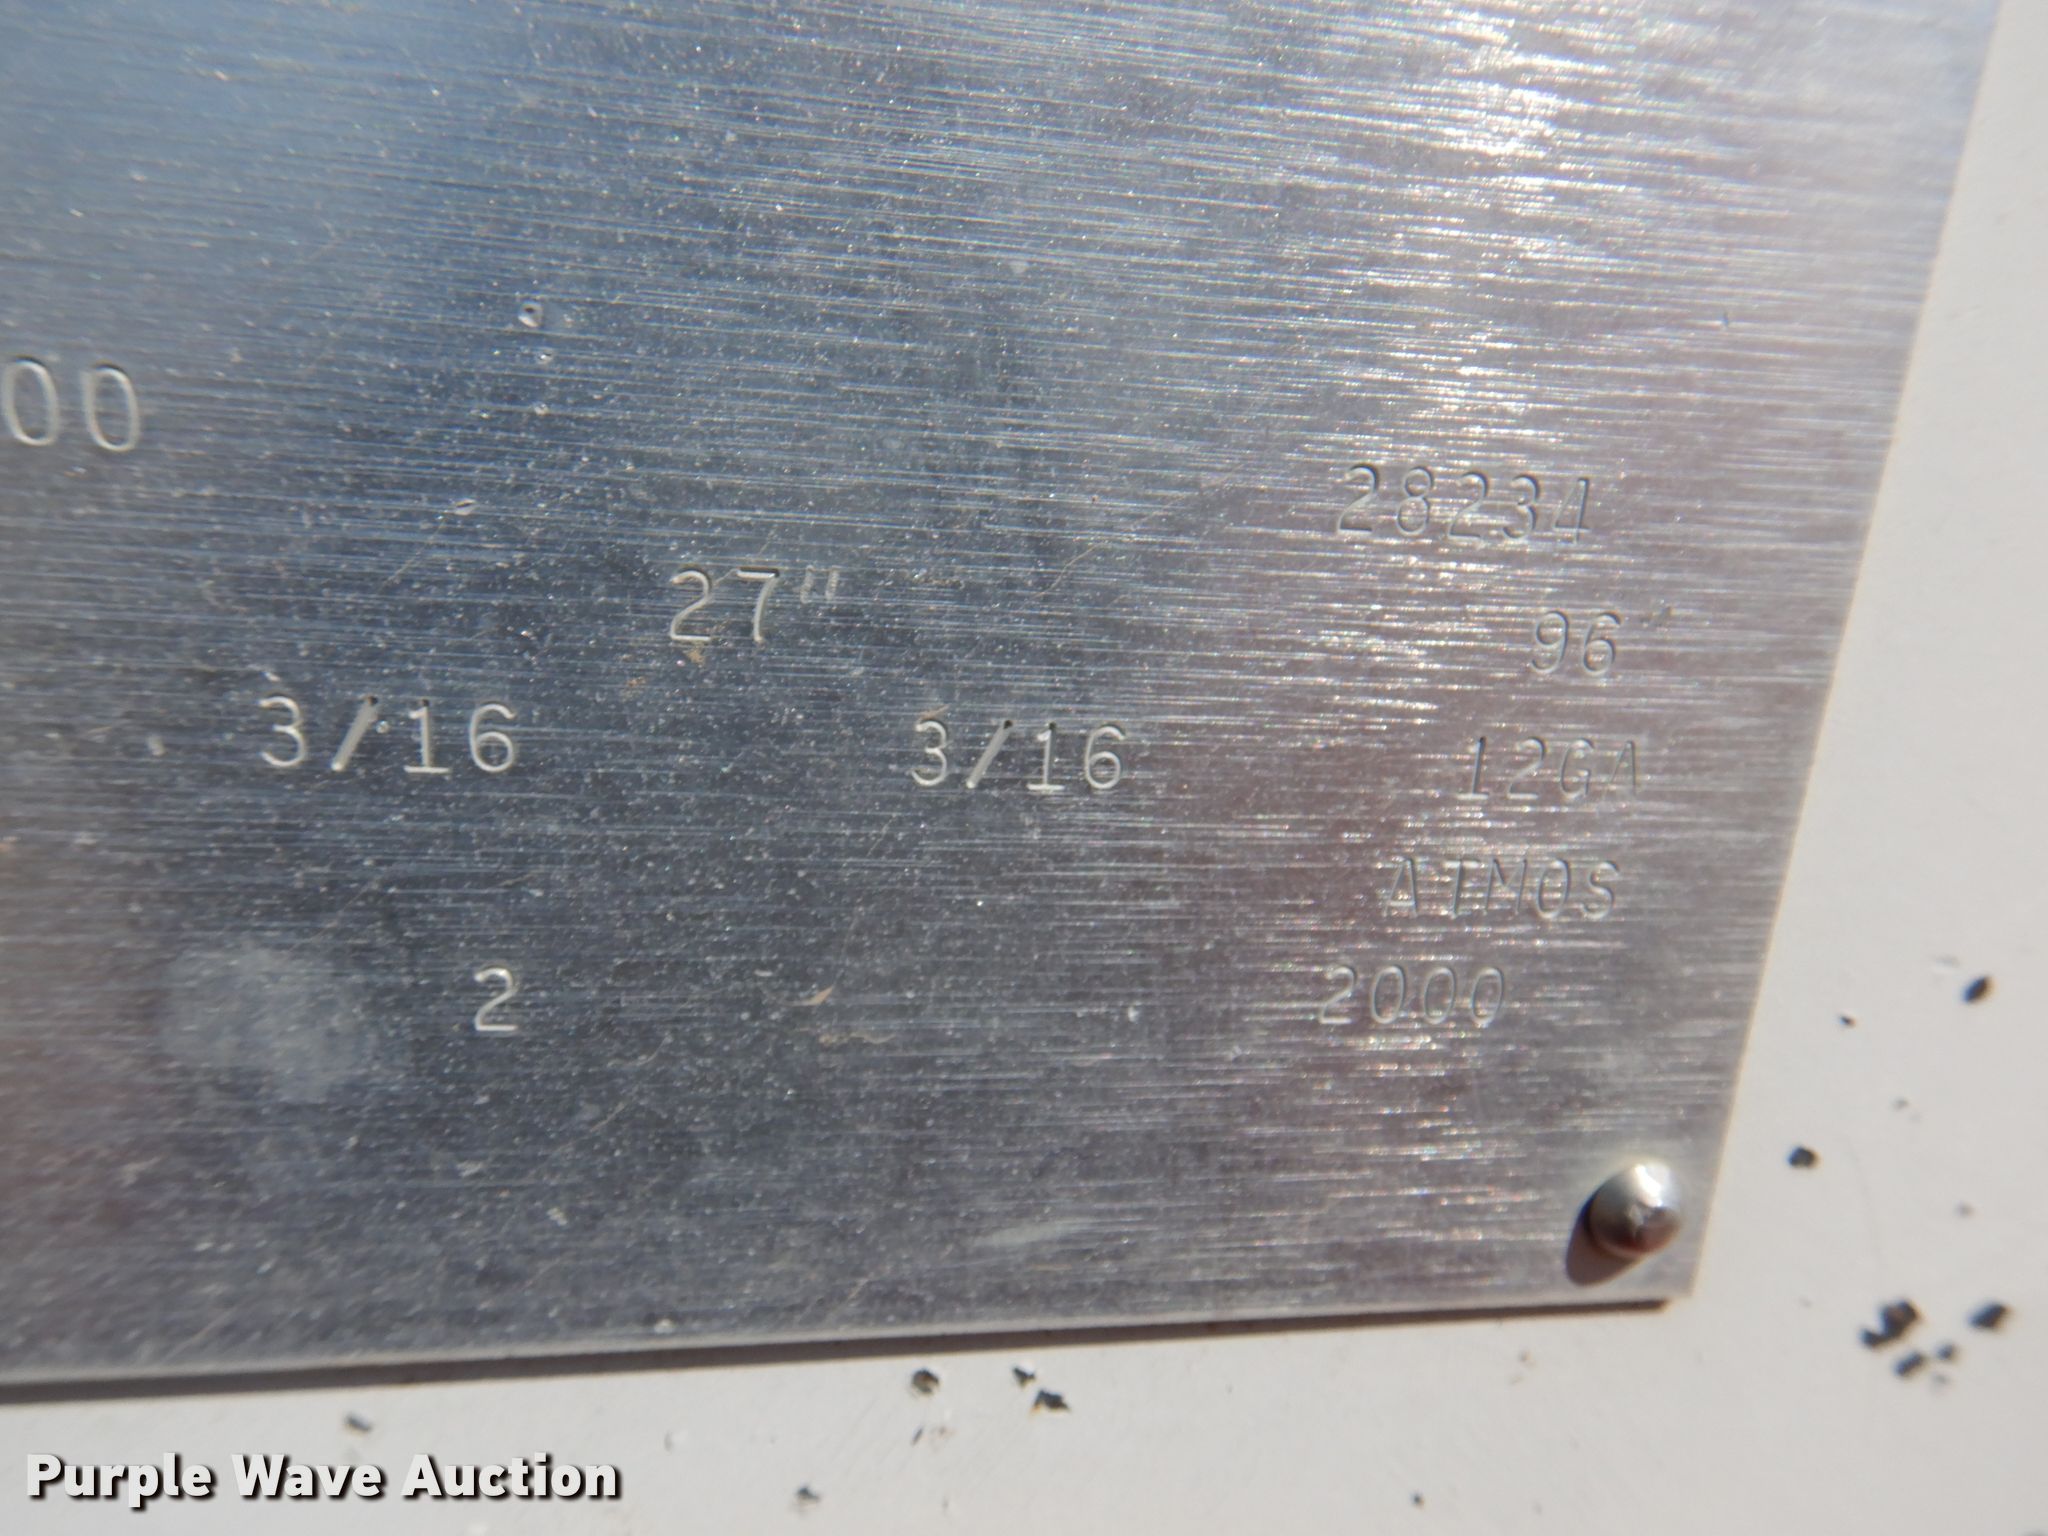 00
28234
27" 96"
3/16 3/16 12GA
ATMOS
2 2000
Purple Wave Auction